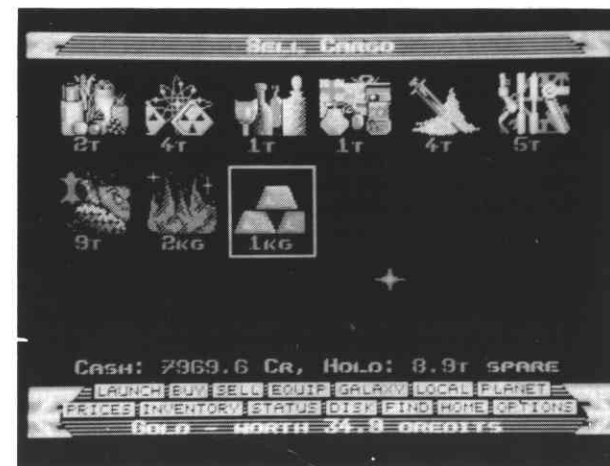 SELL CARGO
2T 4T 1T 1T 4T 5T
9T 2KG 1KG
CASH: 7969.6 CR, HOLD: 8.9T SPARE
LAUNCH BUY SELL EQUIP GALAXY LOCAL PLANET
PRICES INVENTORY STATUS DISK FIND HOME OPTIONS
GOLD - WORTH 34.9 CREDITS